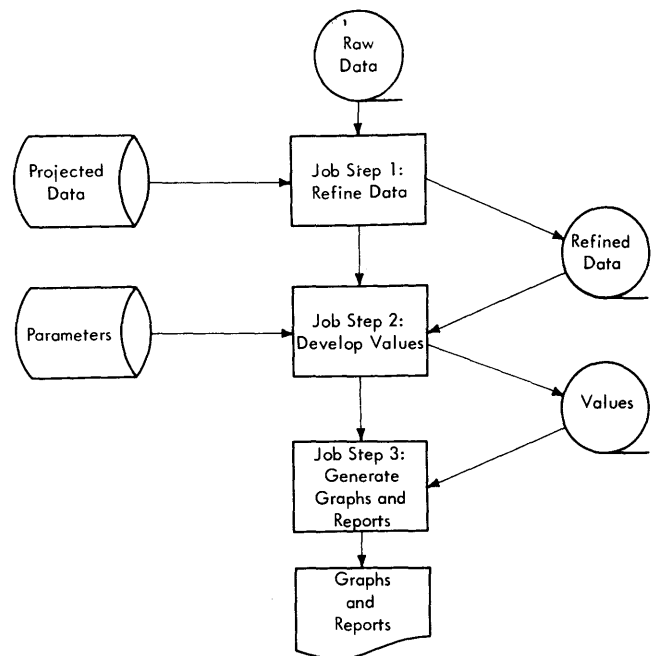 Raw
Data
Projected
Data
Job Step 1:
Refine Data
Refined
Data
Parameters
Job Step 2:
Develop Values
Values
Job Step 3:
Generate
Graphs and
Reports
Graphs
and
Reports